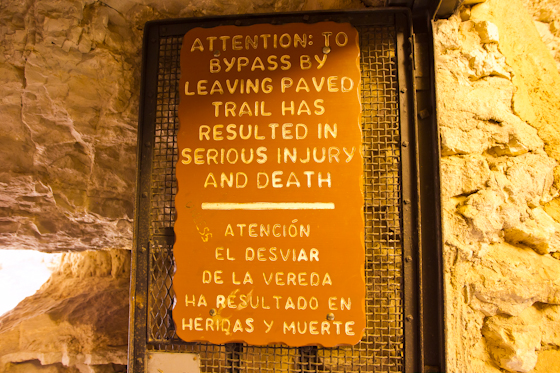 ATTENTION: TO
BYPASS BY
LEAVING PAVED
TRAIL HAS
RESULTED IN
SERIOUS INJURY
AND DEATH
ATENCIÓN
EL DESVIAR
DE LA VEREDA
HA RESULTADO EN
HERIDAS Y MUERTE